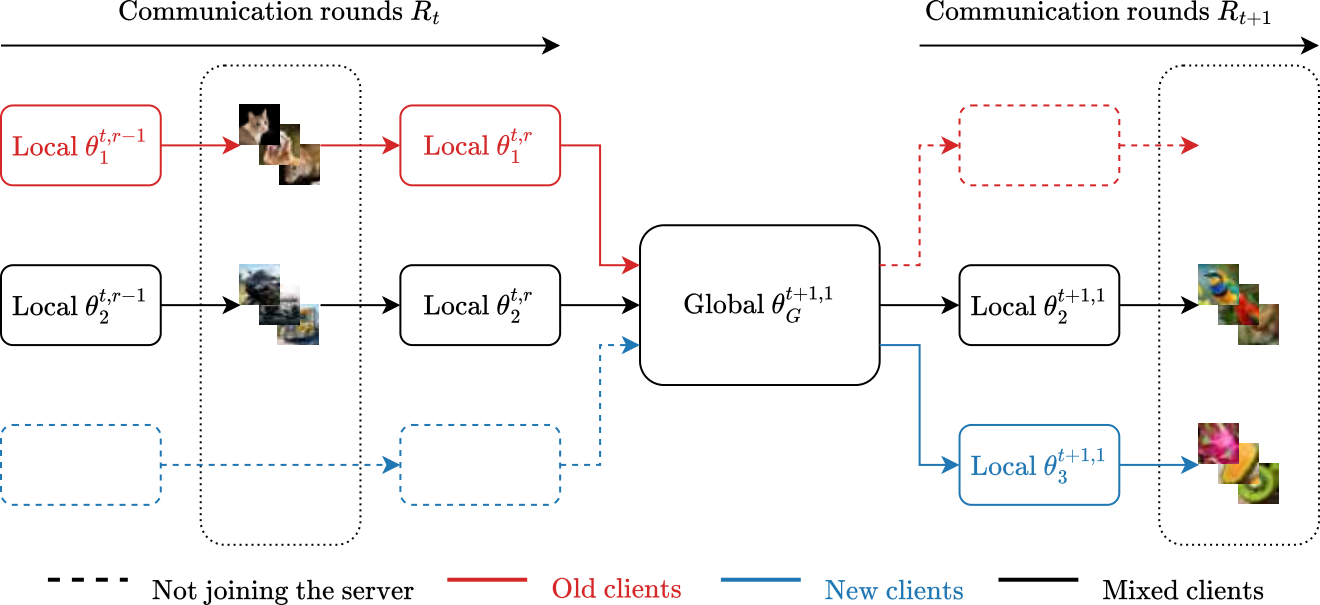 Communication rounds $R_t$
Communication rounds $R_{t+1}$
Local $\theta_1^{t,r-1}$
Local $\theta_1^{t,r}$
Local $\theta_2^{t,r-1}$
Local $\theta_2^{t,r}$
Global $\theta_G^{t+1,1}$
Local $\theta_2^{t+1,1}$
Local $\theta_3^{t+1,1}$
Not joining the server
Old clients
New clients
Mixed clients